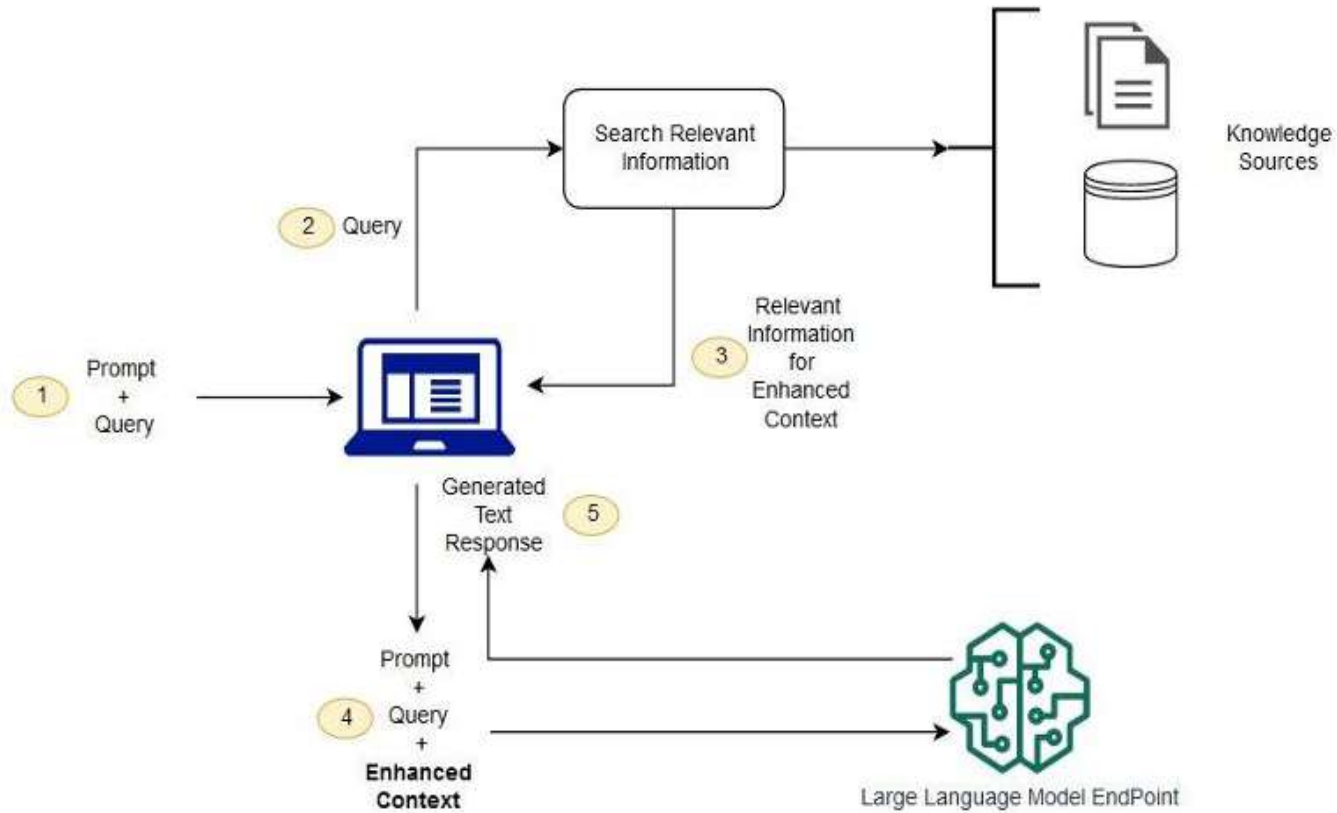 Search Relevant
Information
Knowledge
Sources
2 Query
Relevant
Information
for
Enhanced
Context
3
1
Prompt
+
Query
Generated
Text
Response
5
Prompt
+
4 Query
+
Enhanced
Context
Large Language Model EndPoint